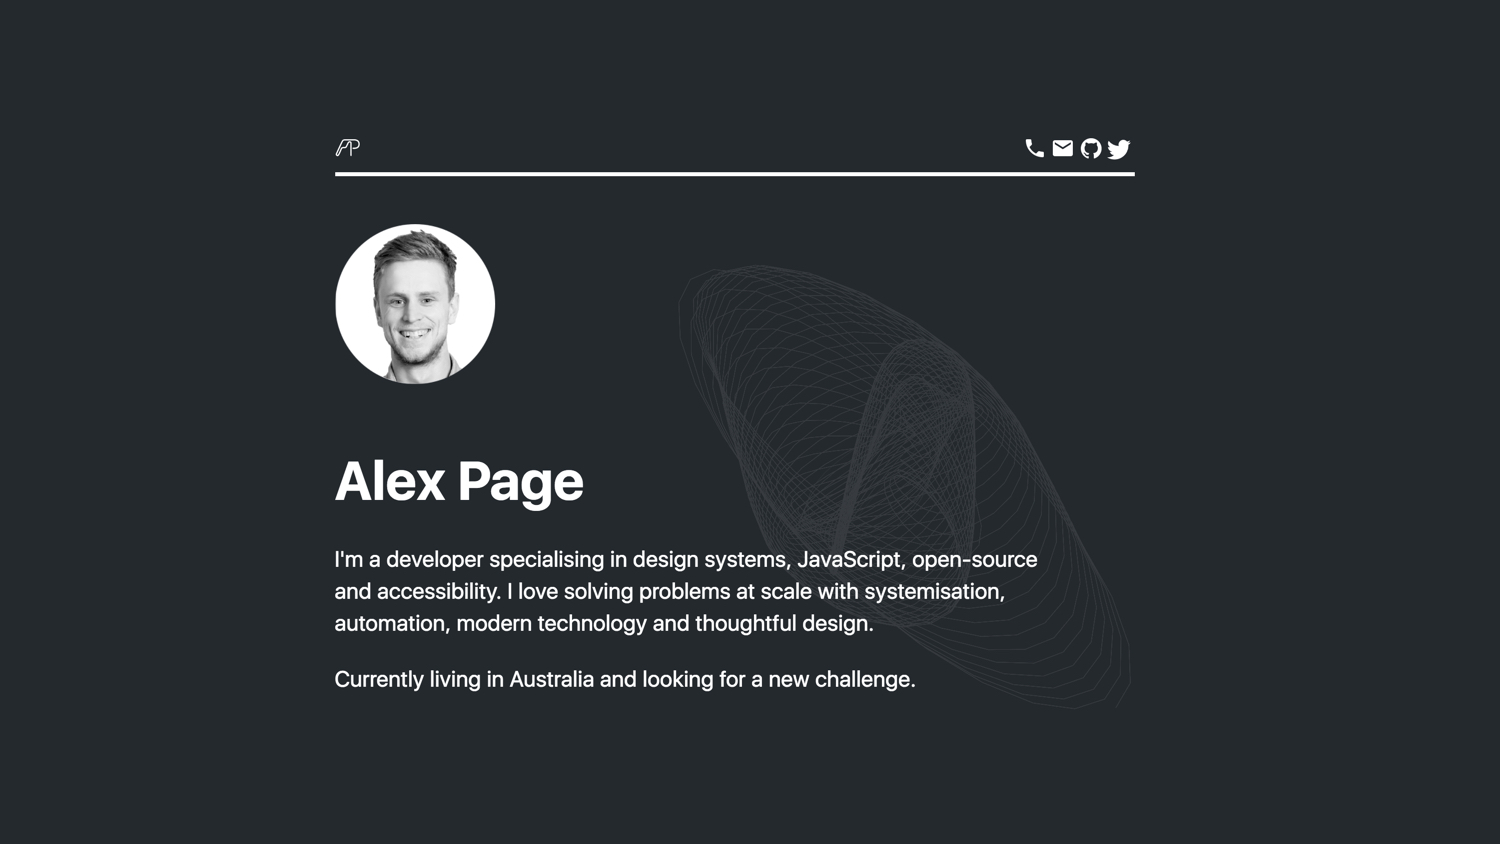 AP
Alex Page
I'm a developer specialising in design systems, JavaScript, open-source
and accessibility. I love solving problems at scale with systemisation,
automation, modern technology and thoughtful design.
Currently living in Australia and looking for a new challenge.